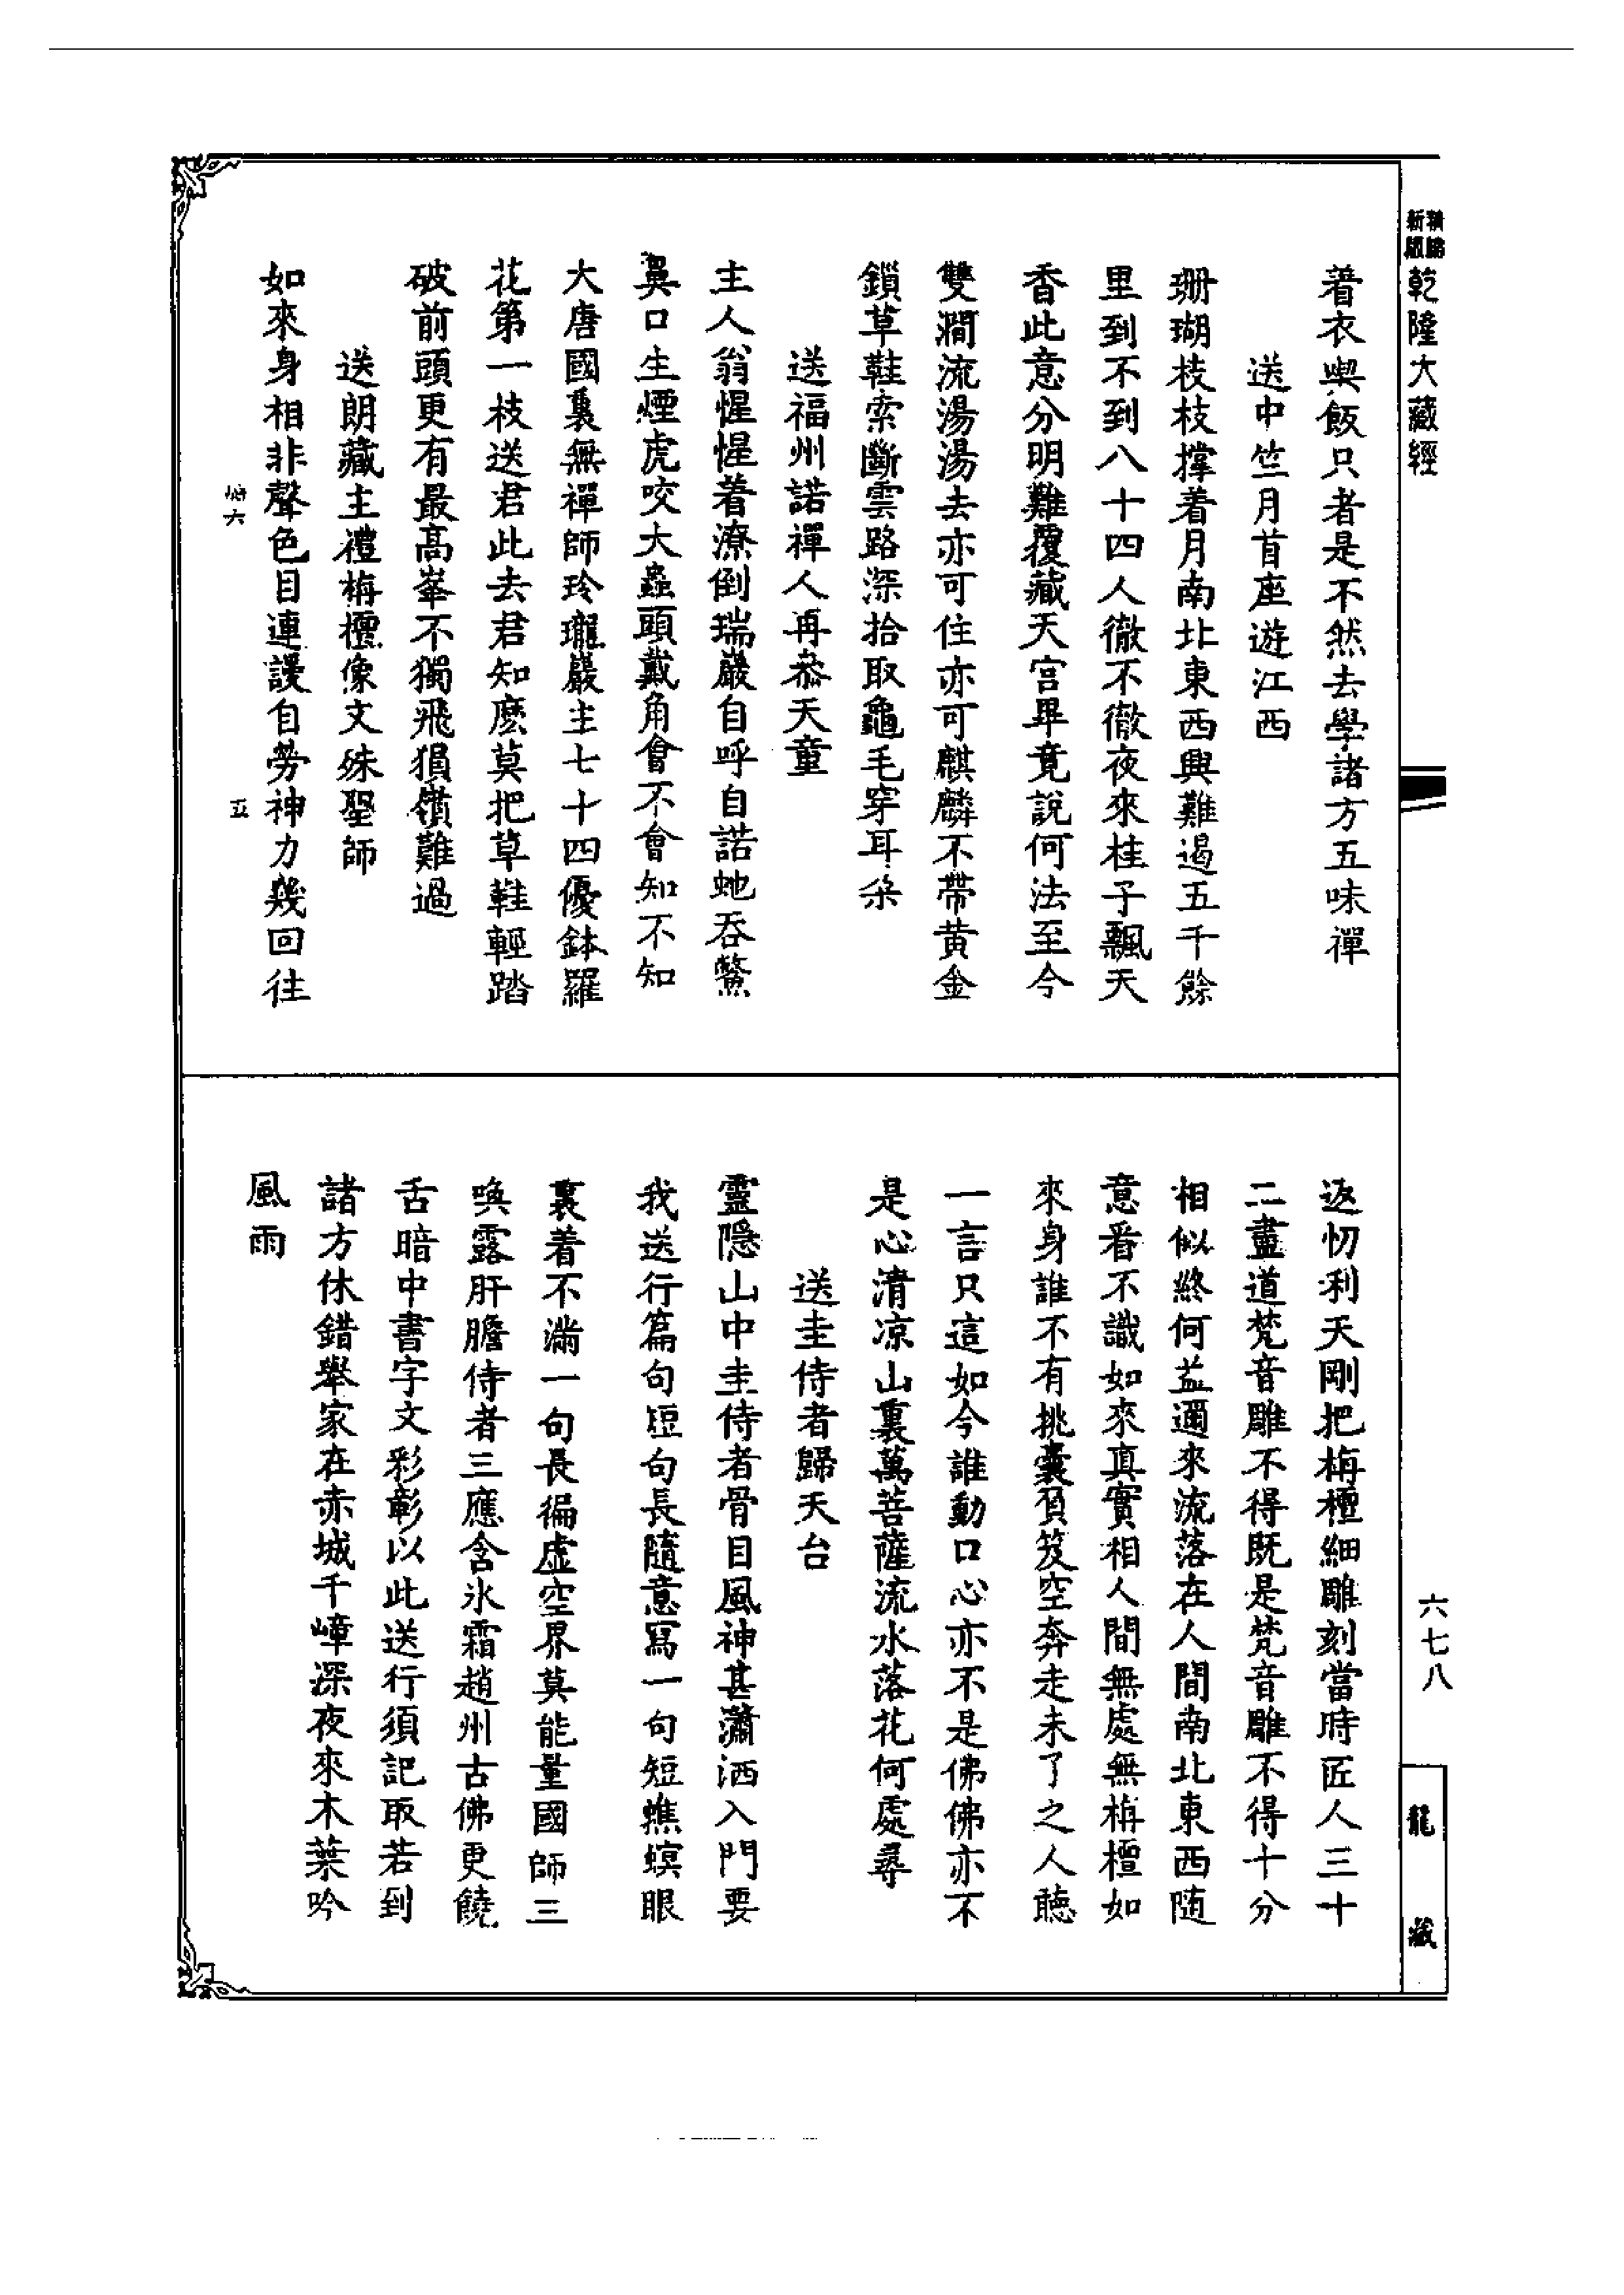 新編
縮版
乾隆大藏經
着衣喫飯只者是不然去學諸方五味禪
送中竺月首座遊江西
珊瑚枝枝撑着月南北東西興難遏五千餘
里到不到八十四人徹不徹夜來桂子飄天
香此意分明難覆藏天宫畢竟說何法至今
雙澗流湯湯去亦可住亦可麒麟不帶黄金
鎖草鞋索斷雲路深拾取龜毛穿耳朶
送福州諾禪人再叅天童
主人翁惺惺着潦倒瑞巖自呼自諾虵吞鱉
鼻口生煙虎咬大蟲頭戴角會不會知不知
大唐國裏無禪師玲瓏巖主七十四優鉢羅
花第一枝送君此去君知麽莫把草鞋輕踏
破前頭更有最高峯不獨飛猿嶺難過
送朗藏主禮栴檀像文殊聖師
如來身相非聲色目連謾自勞神力幾回往
六
五
返忉利天剛把栴檀細雕刻當時匠人三十
二盡道梵音雕不得既是梵音雕不得十分
相似終何益邇來流落在人間南北東西随
意看不識如來真實相人間無處無栴檀如
來身誰不有挑囊負笈空奔走未了之人聽
一言只這如今誰動口心亦不是佛佛亦不
是心清凉山裏萬菩薩流水落花何處尋
送圭侍者歸天台
靈隠山中圭侍者骨目風神甚瀟洒入門要
我送行篇句短句長隨意寫一句短蟭螟眼
裏着不滿一句長徧虚空界莫能量國師三
喚露肝膽侍者三應含氷霜趙州古佛更饒
舌暗中書字文彩彰以此送行須記取若到
諸方休錯舉家在赤城千嶂深夜來木葉吟
風雨
六七八
龍藏